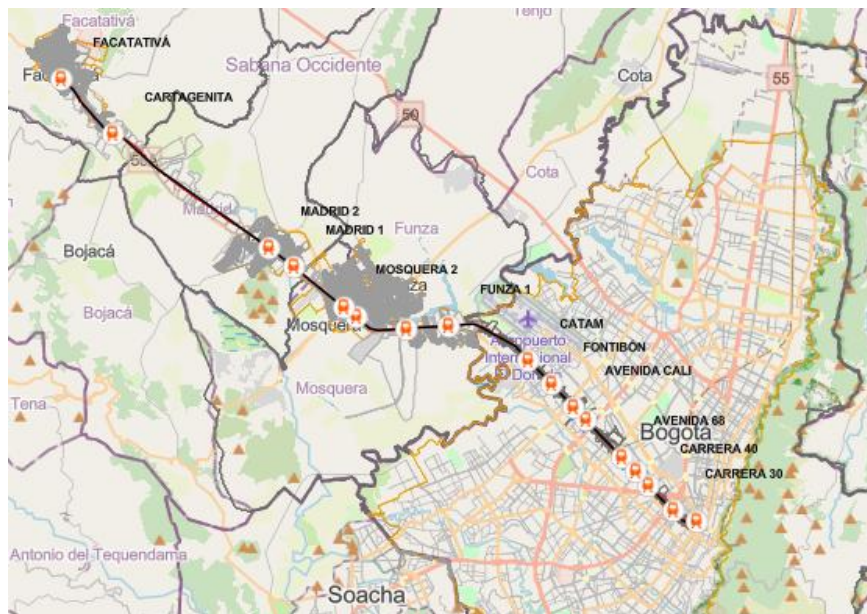 Facatativá
Tenjo
FACATATIVÁ
Sabana Occidente
Cota
55
CARTAGENITA
50
Cota
Madrid
MADRID 2
Funza
Bojacá
MADRID 1
MOSQUERA 2
FUNZA 1
Bojacá
Mosquera
CATAM
Aeropuerto
Internacional
FONTIBÓN
AVENIDA CALI
Mosquera
Tena
AVENIDA 68
Bogotá
CARRERA 40
CARRERA 30
Antonio del Tequendama
Soacha